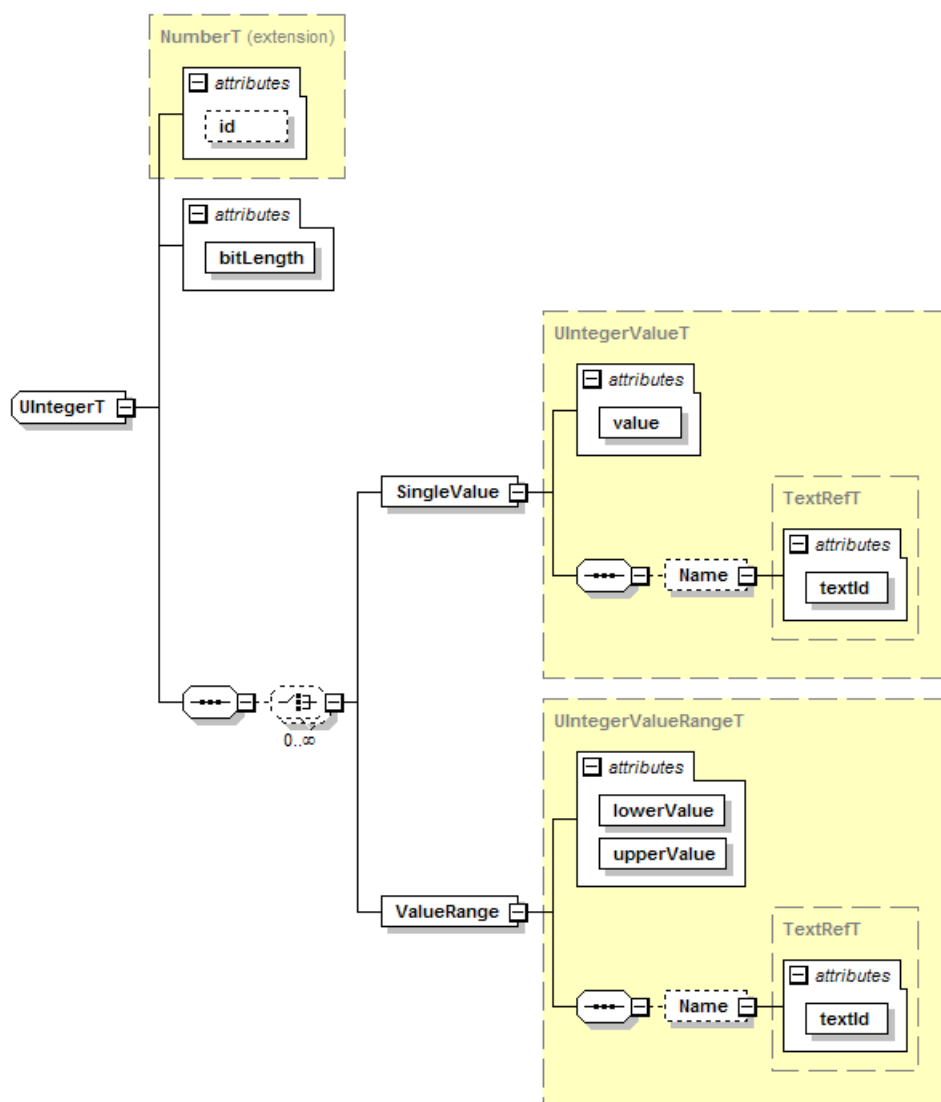 NumberT (extension)
attributes
id
attributes
bitLength
UIntegerT
UIntegerValueT
attributes
value
SingleValue
TextRefT
attributes
Name
textId
0..∞
UIntegerValueRangeT
attributes
lowerValue
upperValue
ValueRange
TextRefT
attributes
Name
textId